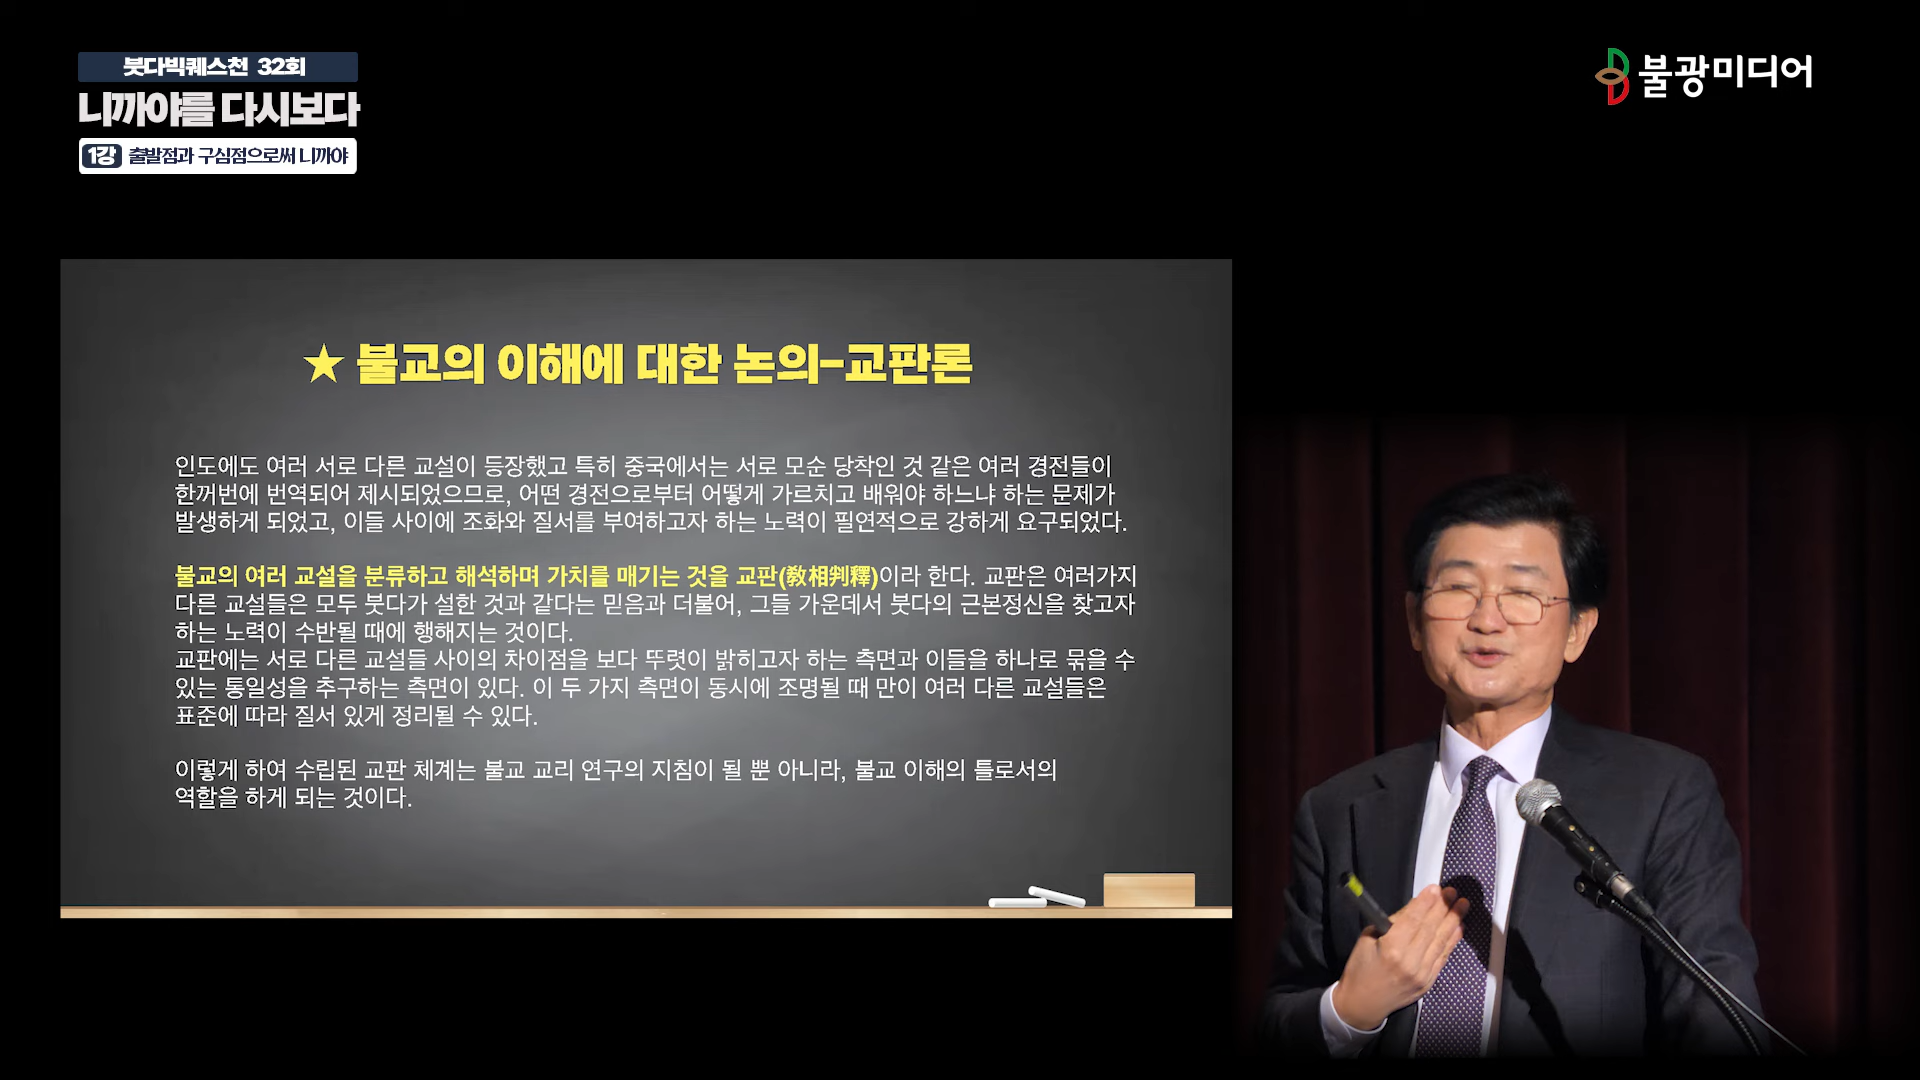 붓다빅퀘스천 32회
니까야를 다시보다
1강 출발점과 구심점으로써 니까야
불광미디어
★ 불교의 이해에 대한 논의-교판론
인도에도 여러 서로 다른 교설이 등장했고 특히 중국에서는 서로 모순 당착인 것 같은 여러 경전들이
한꺼번에 번역되어 제시되었으므로, 어떤 경전으로부터 어떻게 가르치고 배워야 하느냐 하는 문제가
발생하게 되었고, 이들 사이에 조화와 질서를 부여하고자 하는 노력이 필연적으로 강하게 요구되었다.
불교의 여러 교설을 분류하고 해석하며 가치를 매기는 것을 교판(敎相判釋)이라 한다. 교판은 여러가지
다른 교설들은 모두 붓다가 설한 것과 같다는 믿음과 더불어, 그들 가운데서 붓다의 근본정신을 찾고자
하는 노력이 수반될 때에 행해지는 것이다.
교판에는 서로 다른 교설들 사이의 차이점을 보다 뚜렷이 밝히고자 하는 측면과 이들을 하나로 묶을 수
있는 통일성을 추구하는 측면이 있다. 이 두 가지 측면이 동시에 조명될 때 만이 여러 다른 교설들은
표준에 따라 질서 있게 정리될 수 있다.
이렇게 하여 수립된 교판 체계는 불교 교리 연구의 지침이 될 뿐 아니라, 불교 이해의 틀로서의
역할을 하게 되는 것이다.